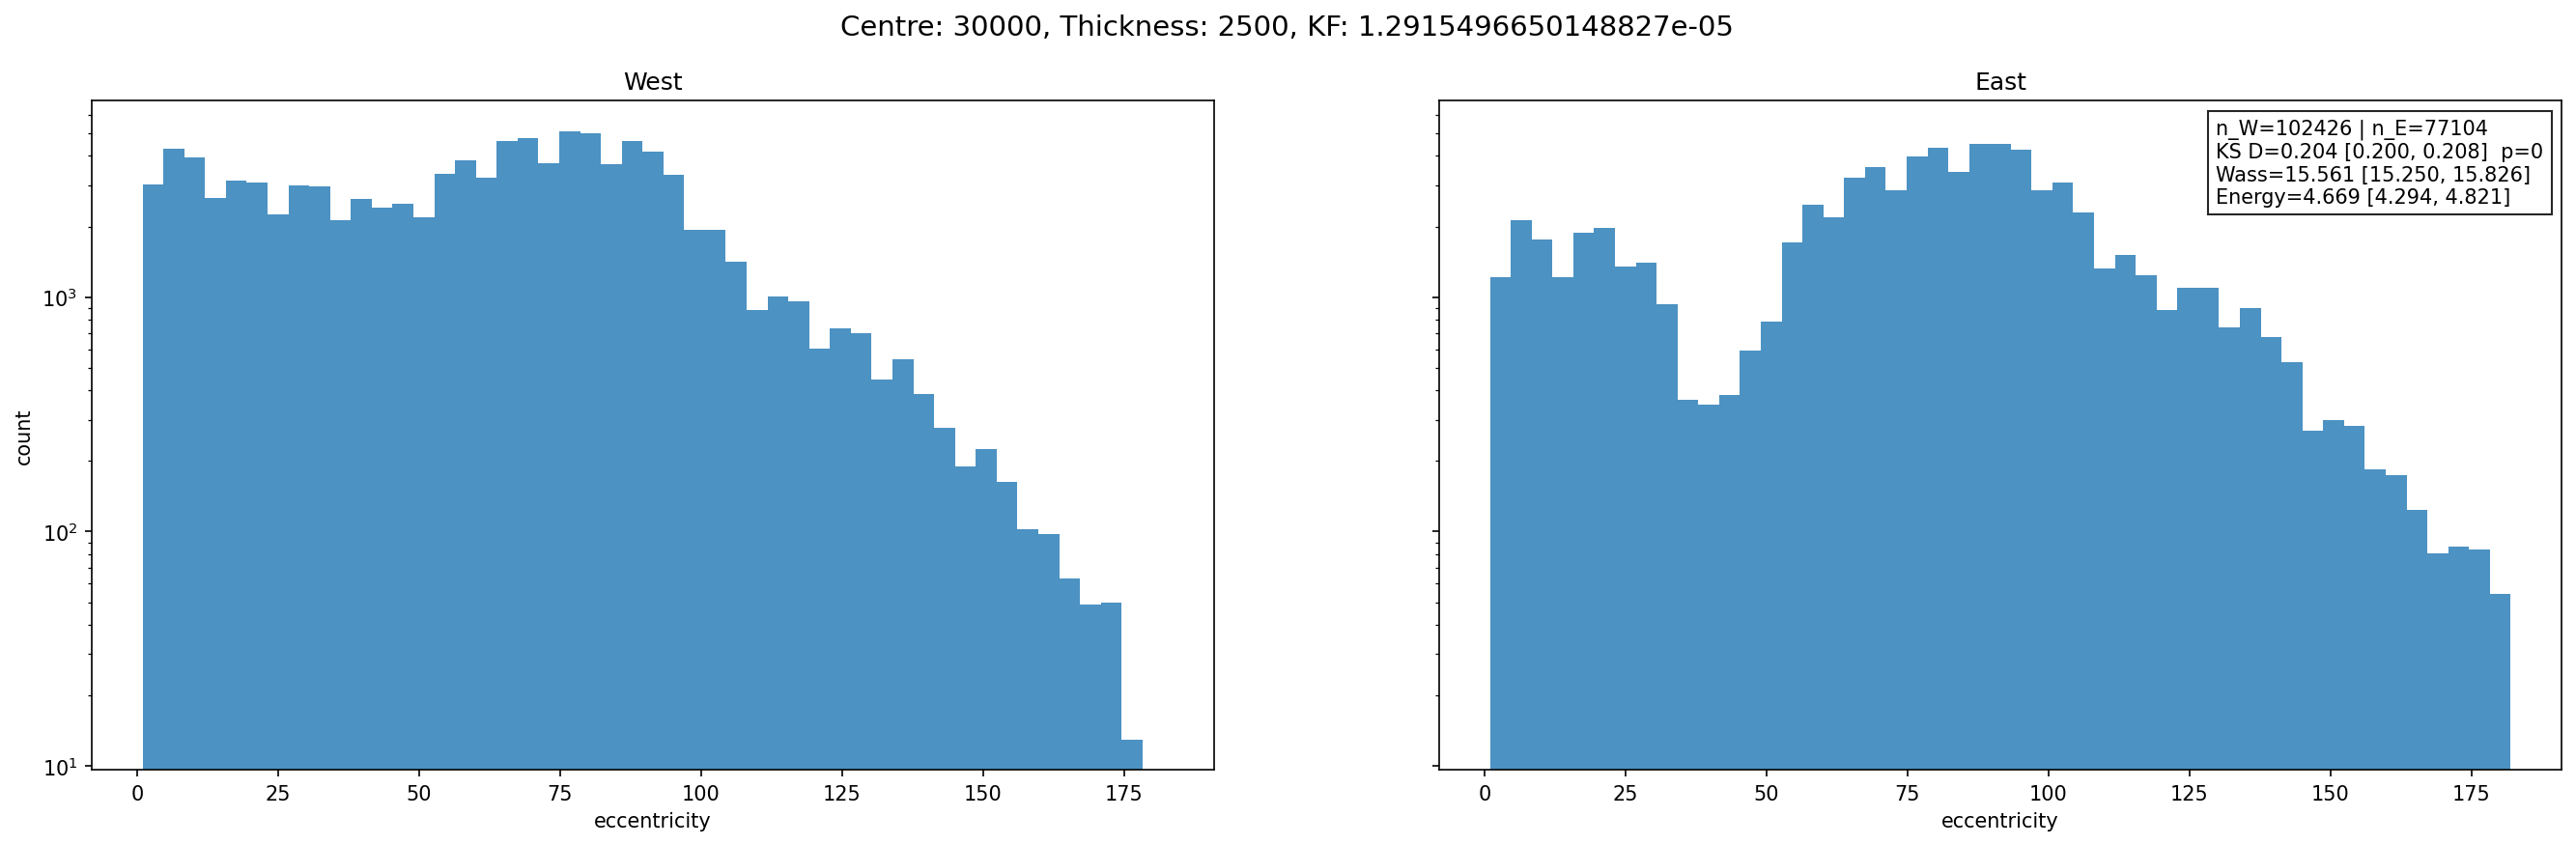 Centre: 30000, Thickness: 2500, KF: 1.2915496650148827e-05
West
East
n_W=102426 | n_E=77104
KS D=0.204 [0.200, 0.208]  p=0
Wass=15.561 [15.250, 15.826]
Energy=4.669 [4.294, 4.821]
count
10³
10²
10¹
0 25 50 75 100 125 150 175
0 25 50 75 100 125 150 175
eccentricity
eccentricity